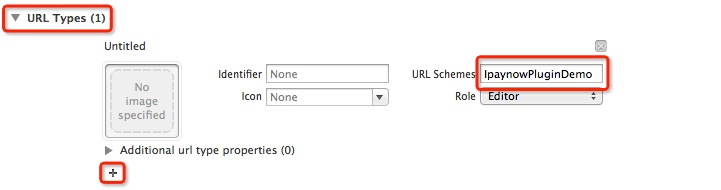 URL Types (1)
Untitled
Identifier None URL Schemes IpaynowPluginDemo
Icon None Role Editor
No
image
specified
Additional url type properties (0)